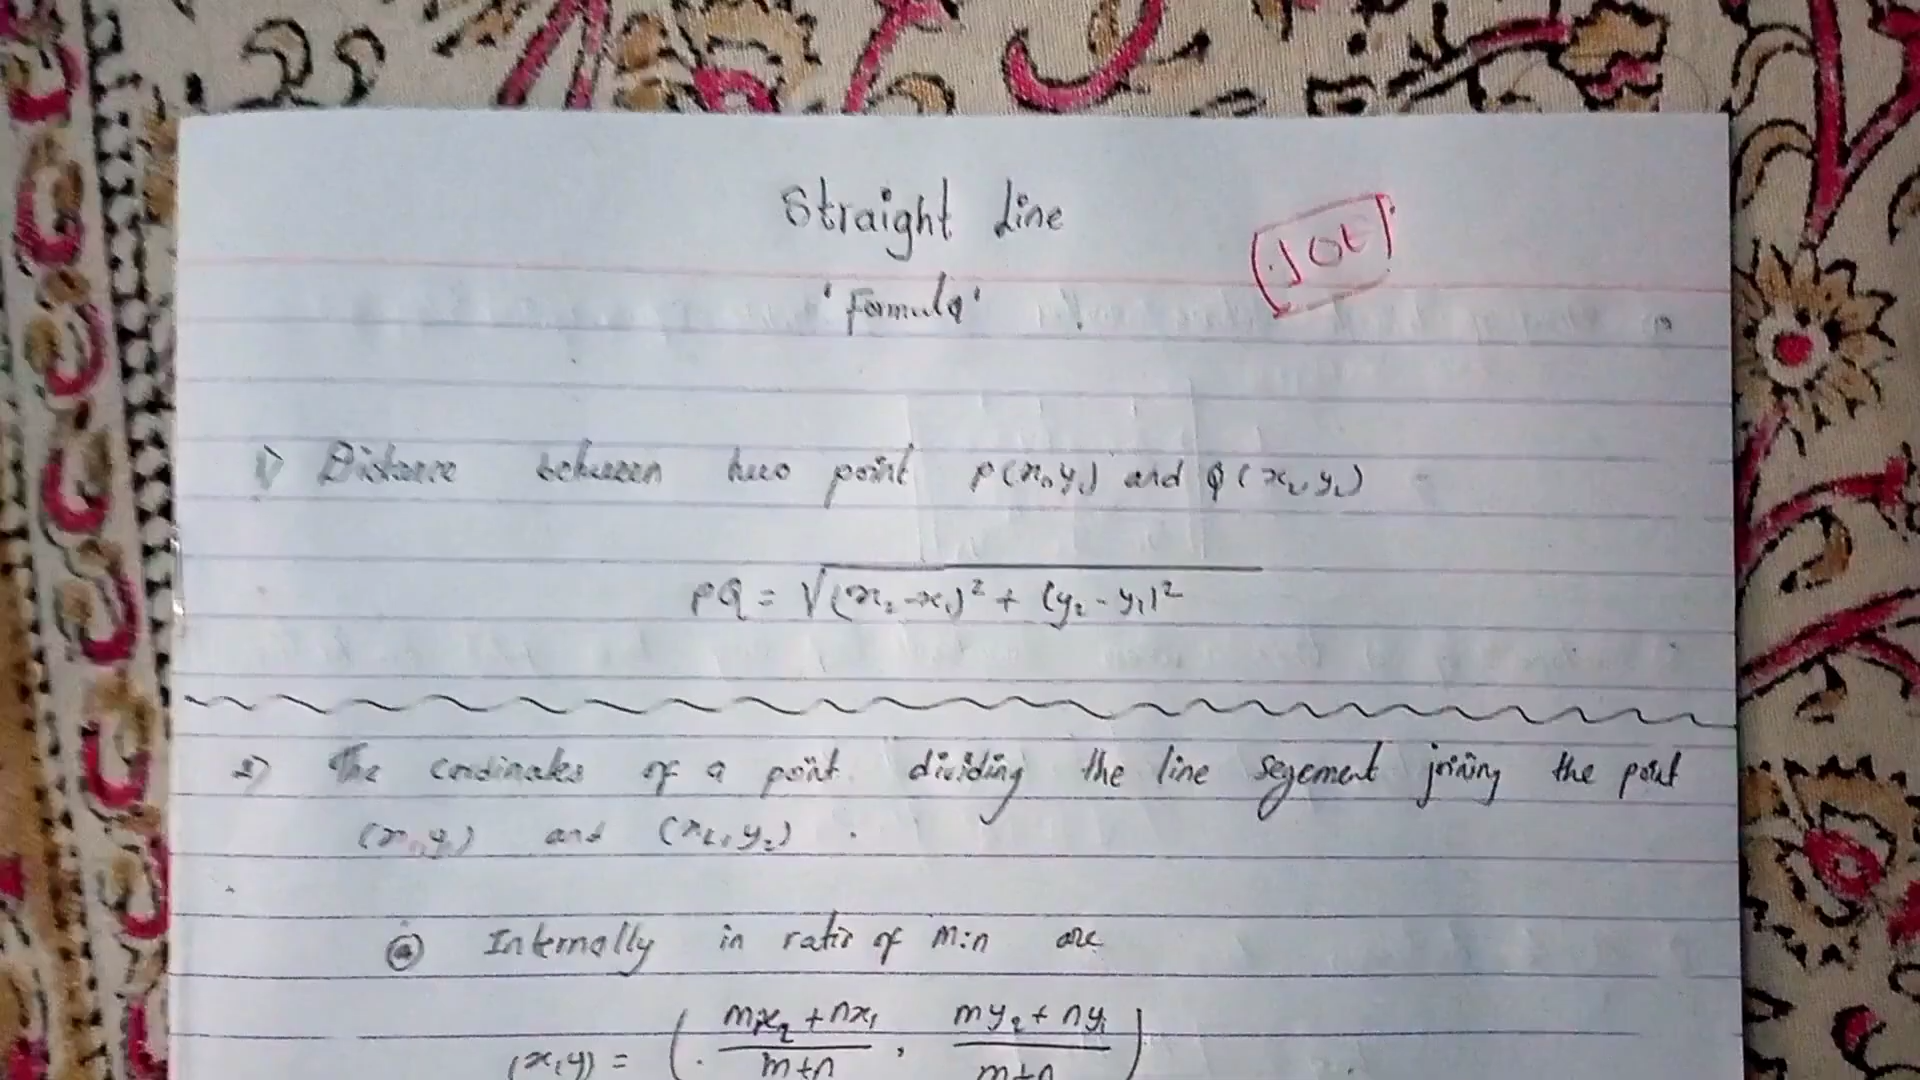 Straight Line
'Formula'
1) Distance between two point P(x₁,y₁) and Q(x₂,y₂)
PQ = √(x₂-x₁)² + (y₂-y₁)²
2) The cordinates of a point dividing the line segement joining the point
(x₁,y₁) and (x₂,y₂)
ⓐ Internally in ratio of m:n are
(x,y) = ( (mx₂+nx₁)/(m+n) , (my₂+ny₁)/(m+n) )